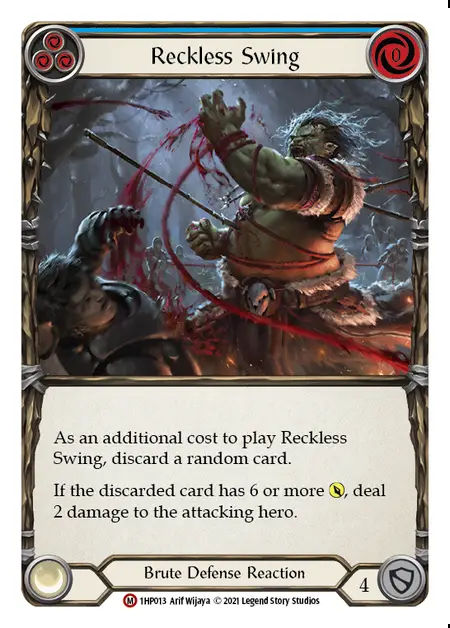 0
Reckless Swing
As an additional cost to play Reckless
Swing, discard a random card.
If the discarded card has 6 or more , deal
2 damage to the attacking hero.
Brute Defense Reaction
4
M 1HP013 Arif Wijaya © 2021 Legend Story Studios